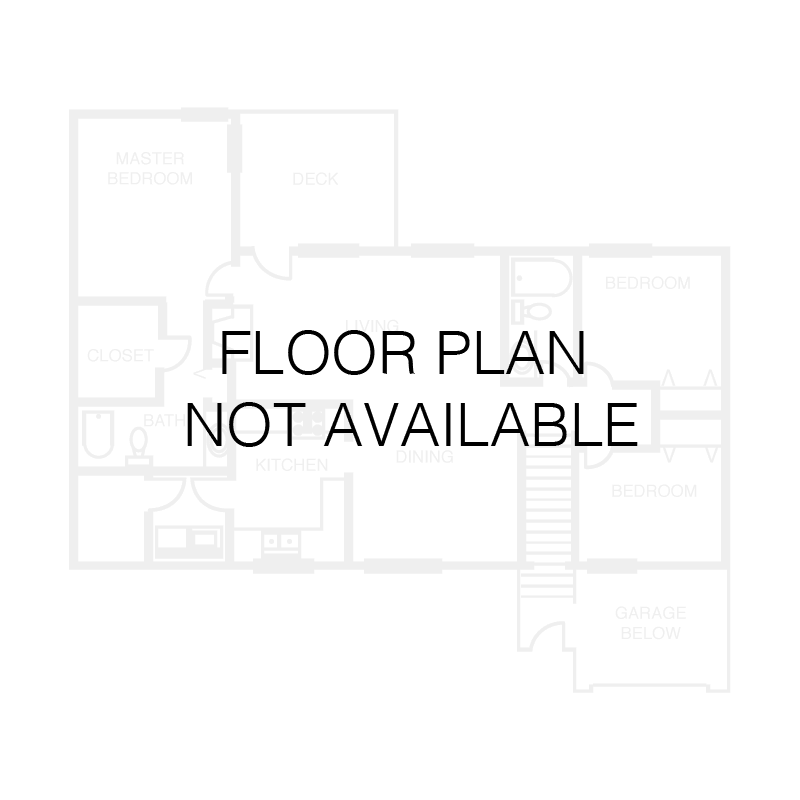 MASTER
BEDROOM
DECK
BEDROOM
LIVING
FLOOR PLAN
CLOSET
NOT AVAILABLE
BATH
DINING
KITCHEN
BEDROOM
GARAGE
BELOW